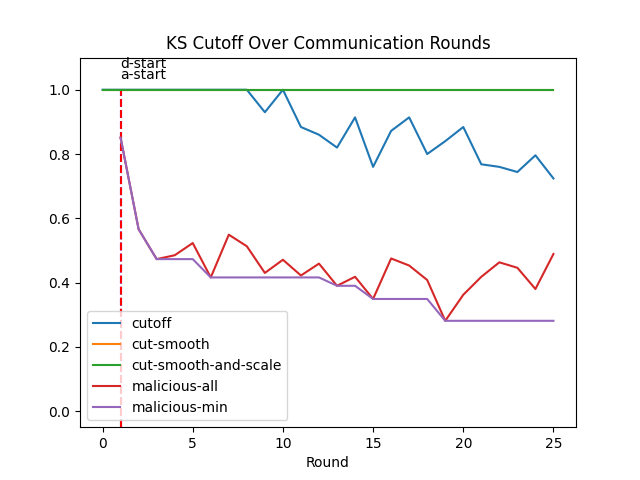 KS Cutoff Over Communication Rounds
d-start
a-start
1.0
0.8
0.6
0.4
0.2
0.0
cutoff
cut-smooth
cut-smooth-and-scale
malicious-all
malicious-min
0 5 10 15 20 25
Round